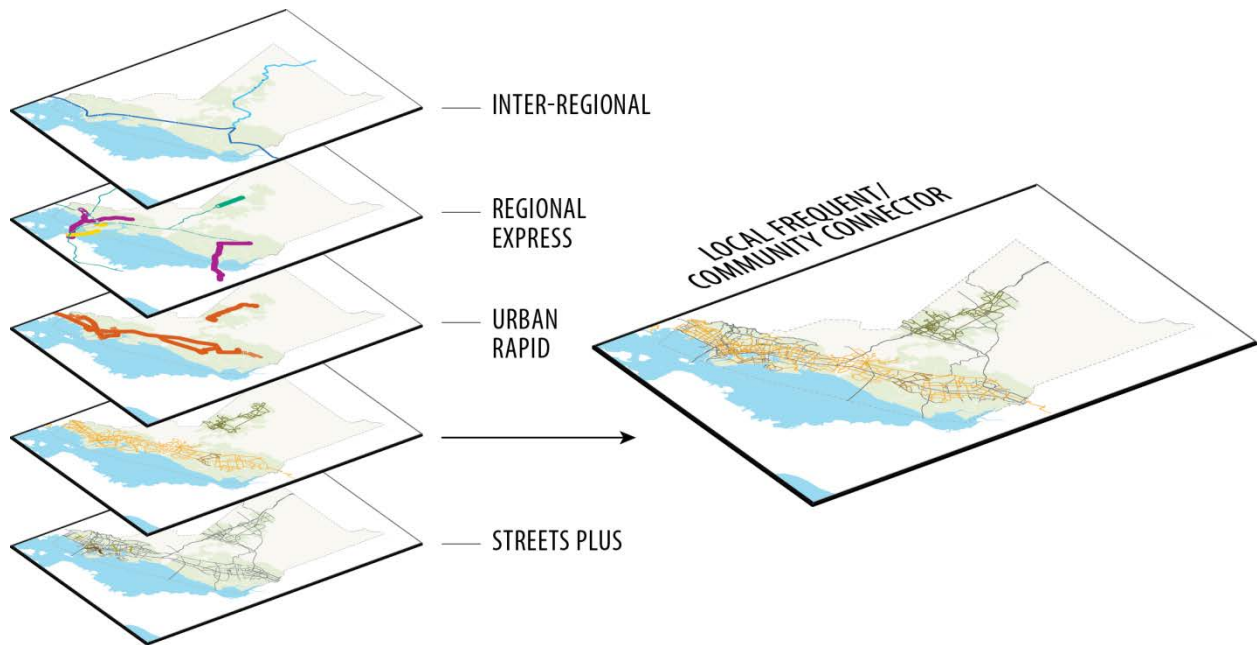 INTER-REGIONAL
REGIONAL
EXPRESS
URBAN
RAPID
STREETS PLUS
LOCAL FREQUENT/
COMMUNITY CONNECTOR